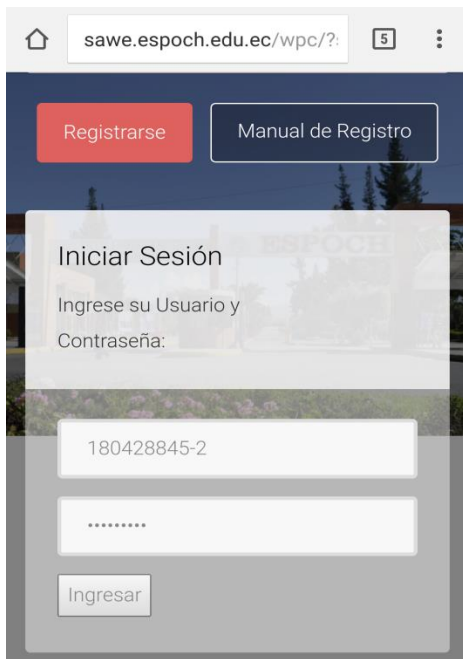 sawe.espoch.edu.ec/wpc/?:
5
Registrarse
Manual de Registro
ESPOCH
Iniciar Sesión
Ingrese su Usuario y
Contraseña:
180428845-2
•••••••••
Ingresar